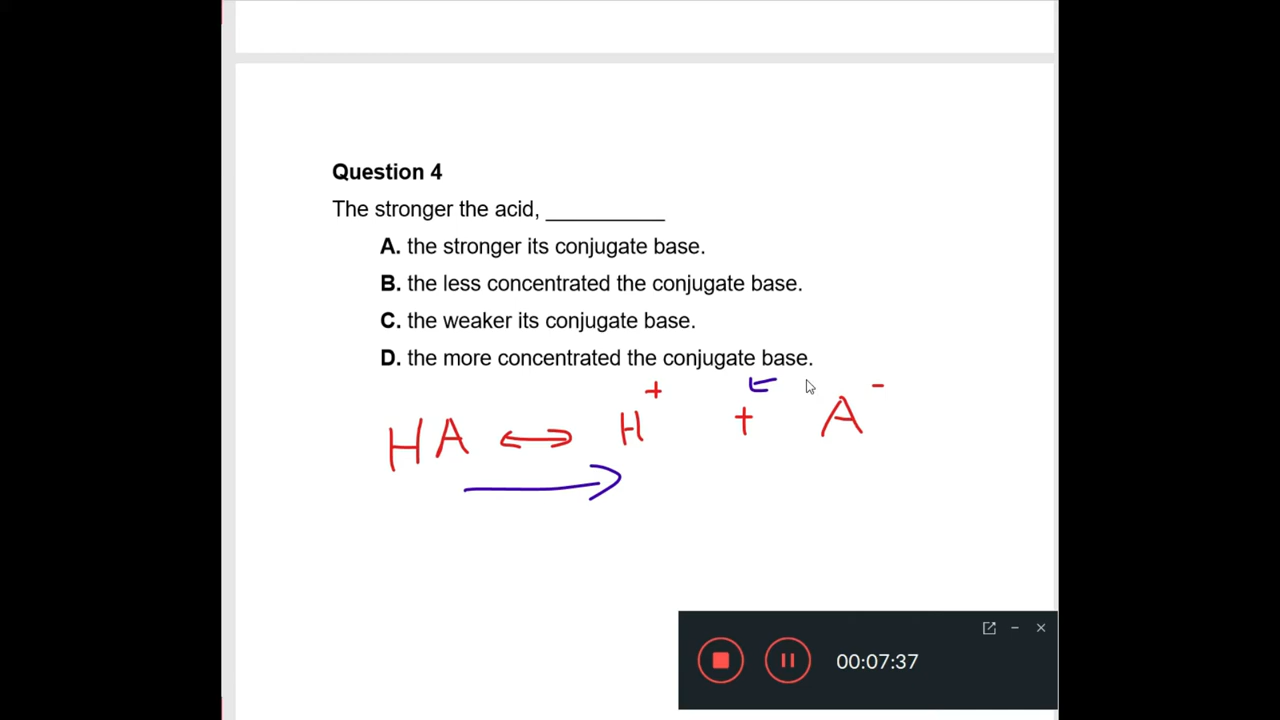 Question 4
The stronger the acid, __________
A. the stronger its conjugate base.
B. the less concentrated the conjugate base.
C. the weaker its conjugate base.
D. the more concentrated the conjugate base.
HA ↔ H⁺ + A⁻
00:07:37